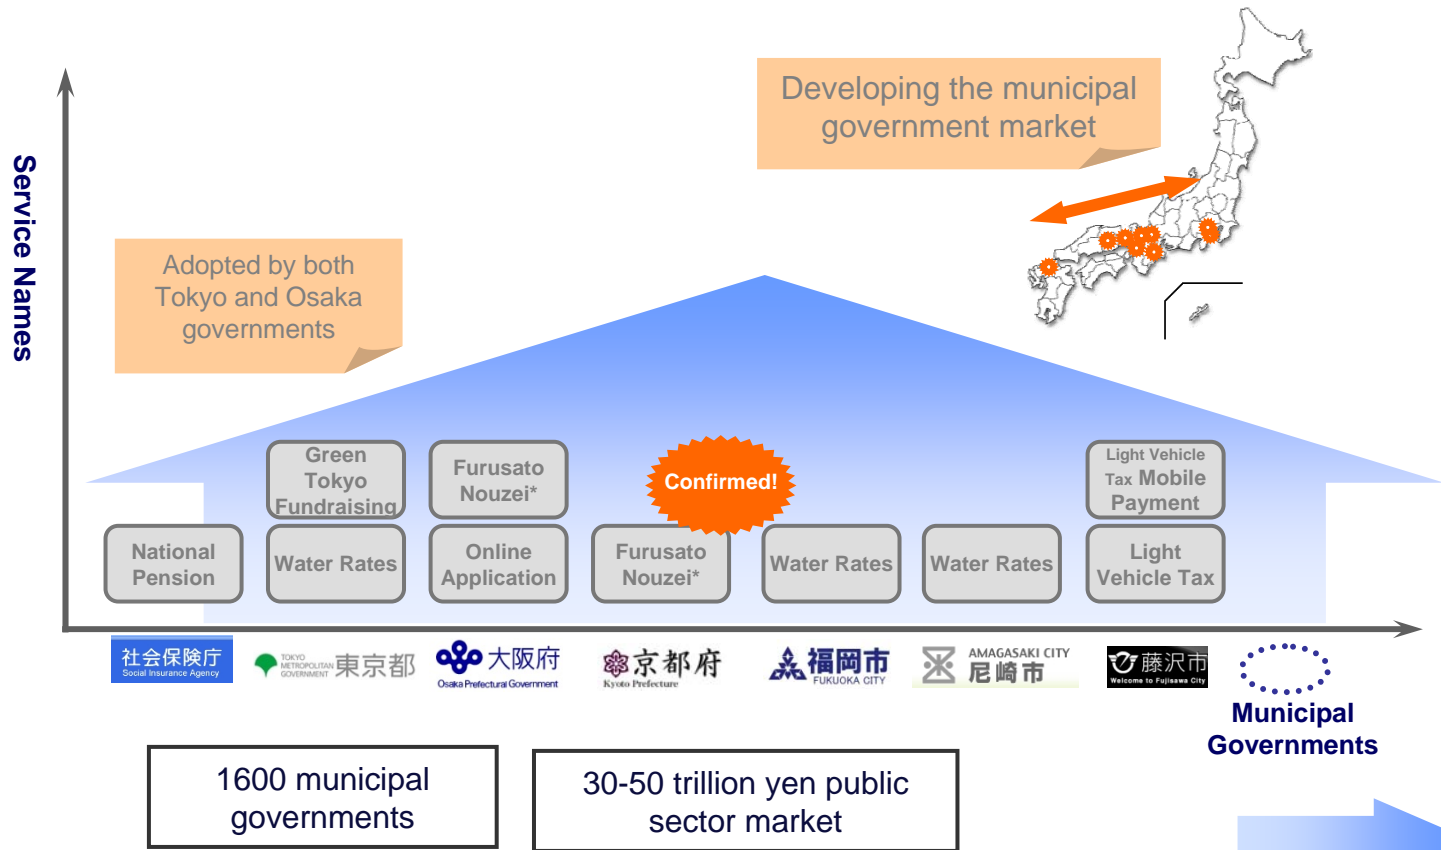 Developing the municipal
government market
Service Names
Adopted by both
Tokyo and Osaka
governments
Green
Tokyo
Fundraising
Furusato
Nouzei*
Confirmed!
Light Vehicle
Tax Mobile
Payment
National
Pension
Water Rates
Online
Application
Furusato
Nouzei*
Water Rates
Water Rates
Light
Vehicle Tax
社会保険庁
Social Insurance Agency
TOKYO
METROPOLITAN
GOVERNMENT
東京都
大阪府
Osaka Prefectural Government
京都府
Kyoto Prefecture
福岡市
FUKUOKA CITY
AMAGASAKI CITY
尼崎市
藤沢市
Welcome to Fujisawa City
Municipal
Governments
1600 municipal
governments
30-50 trillion yen public
sector market